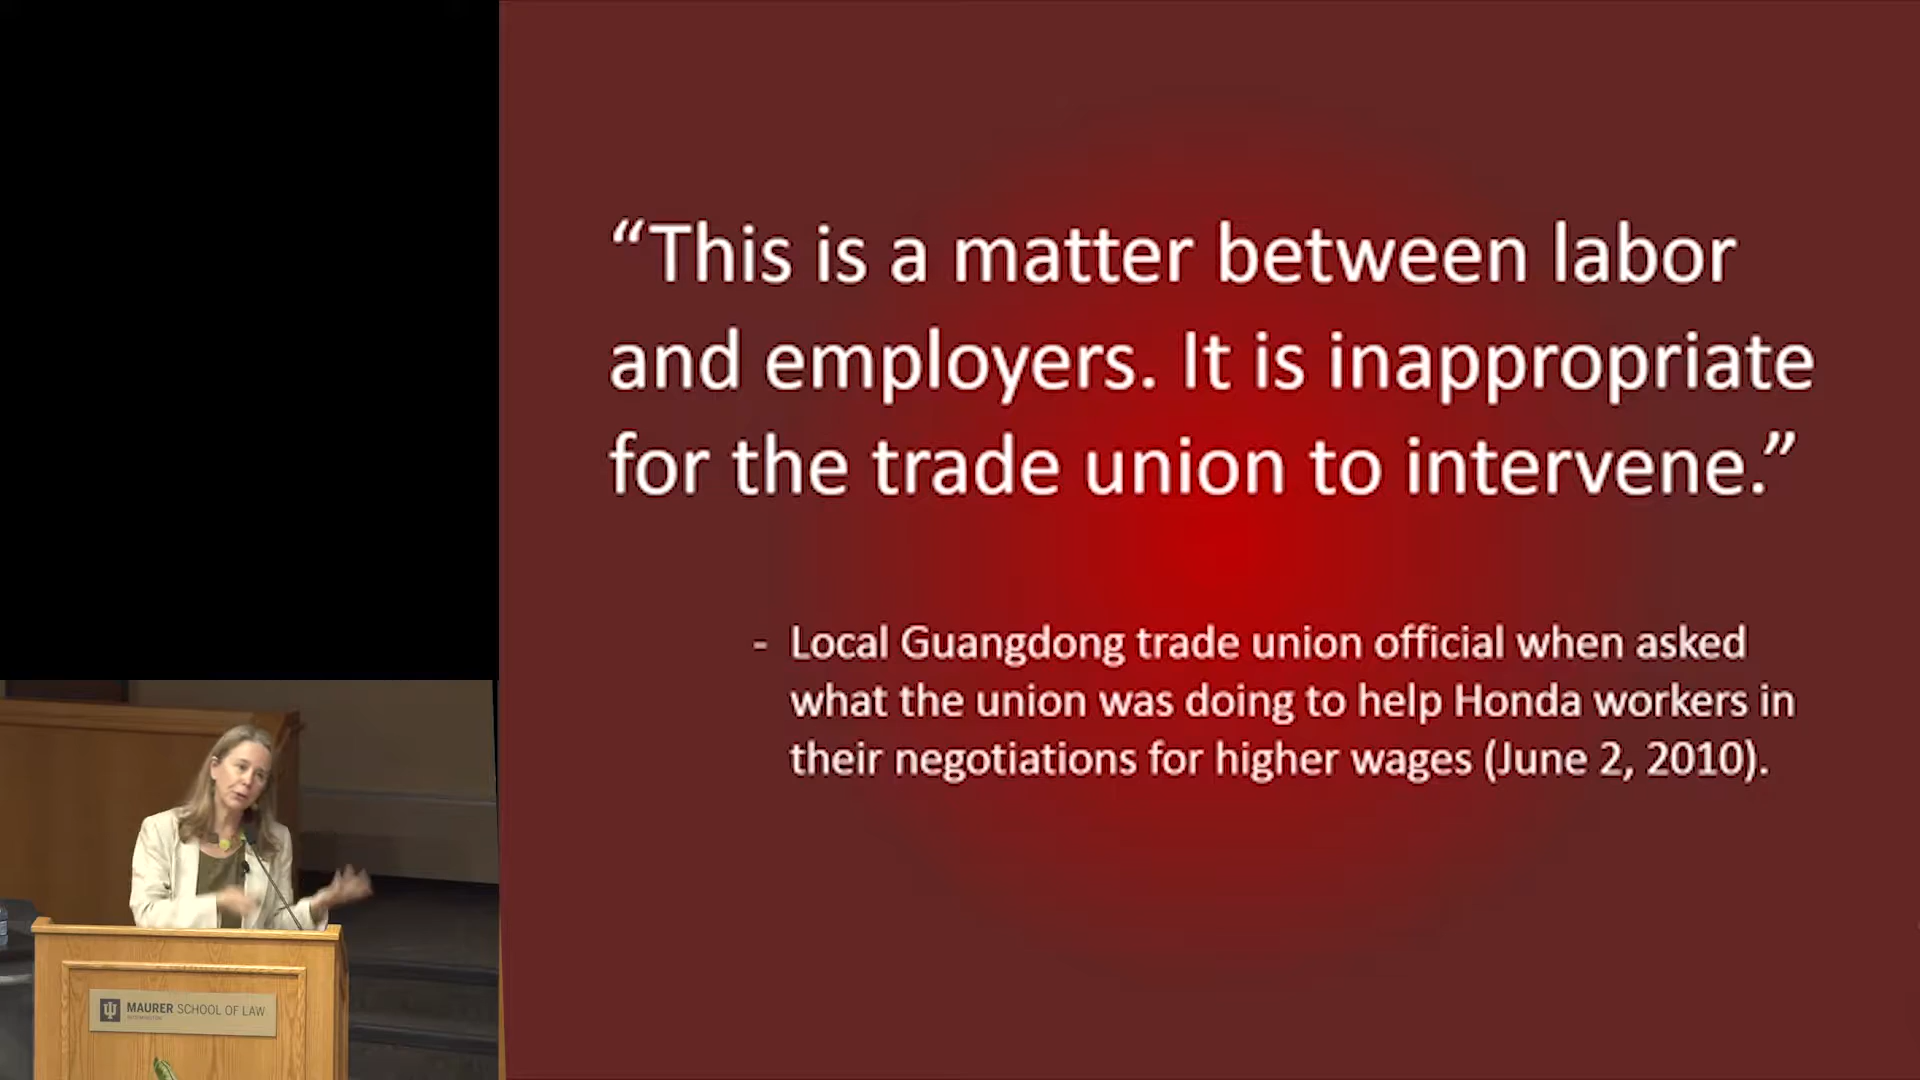 “This is a matter between labor
and employers. It is inappropriate
for the trade union to intervene.”
- Local Guangdong trade union official when asked
what the union was doing to help Honda workers in
their negotiations for higher wages (June 2, 2010).
MAURER SCHOOL OF LAW